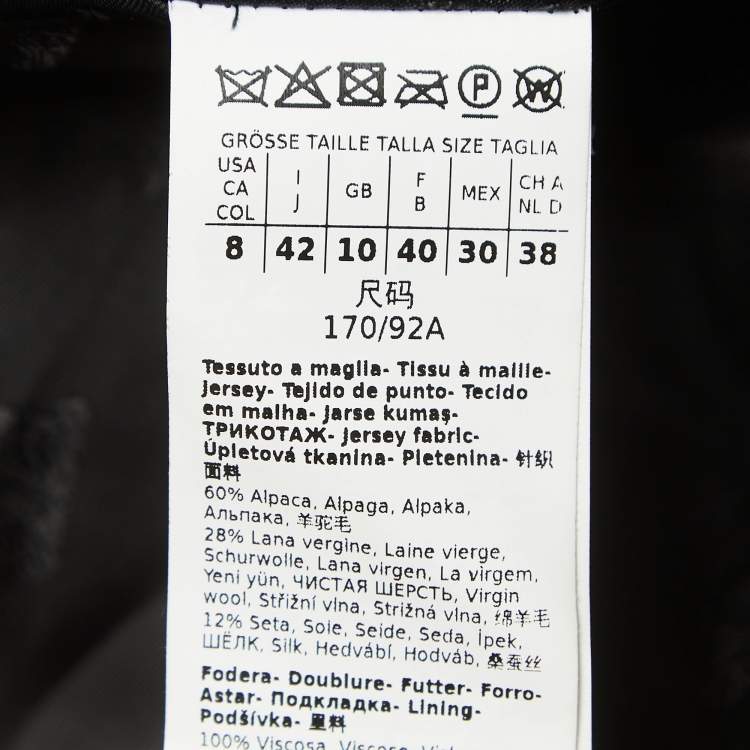 P W
GRÖSSE TAILLE TALLA SIZE TAGLIA
USA CA COL I J GB F B MEX CH A NL D
8 42 10 40 30 38
尺码
170/92A
Tessuto a maglia- Tissu à maille-
Jersey- Tejido de punto- Tecido
em malha- Jarse kumaş-
ТРИКОТАЖ- Jersey fabric-
Úpletová tkanina- Pletenina- 针织
面料
60% Alpaca, Alpaga, Alpaka,
Альпака, 羊驼毛
28% Lana vergine, Laine vierge,
Schurwolle, Lana virgen, La virgem,
Yeni yün, ЧИСТАЯ ШЕРСТЬ, Virgin
wool, Střižní vlna, Strižná vlna, 绵羊毛
12% Seta, Soie, Seide, Seda, İpek,
ШЁЛК, Silk, Hedvábí, Hodváb, 桑蚕丝
Fodera- Doublure- Futter- Forro-
Astar- Подкладка- Lining-
Podšívka- 里料
100% Viscosa,